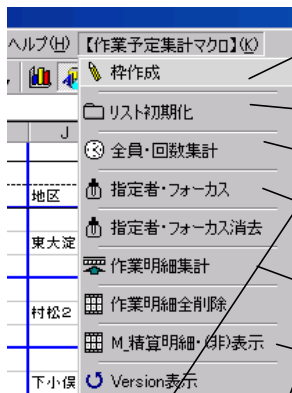 ヘルプ(H) 【作業予定集計マクロ】(K)
枠作成
リスト初期化
全員・回数集計
指定者・フォーカス
指定者・フォーカス消去
作業明細集計
作業明細全削除
M_精算明細・(非)表示
Version表示
J
地区
東大淀
村松2
下小俣